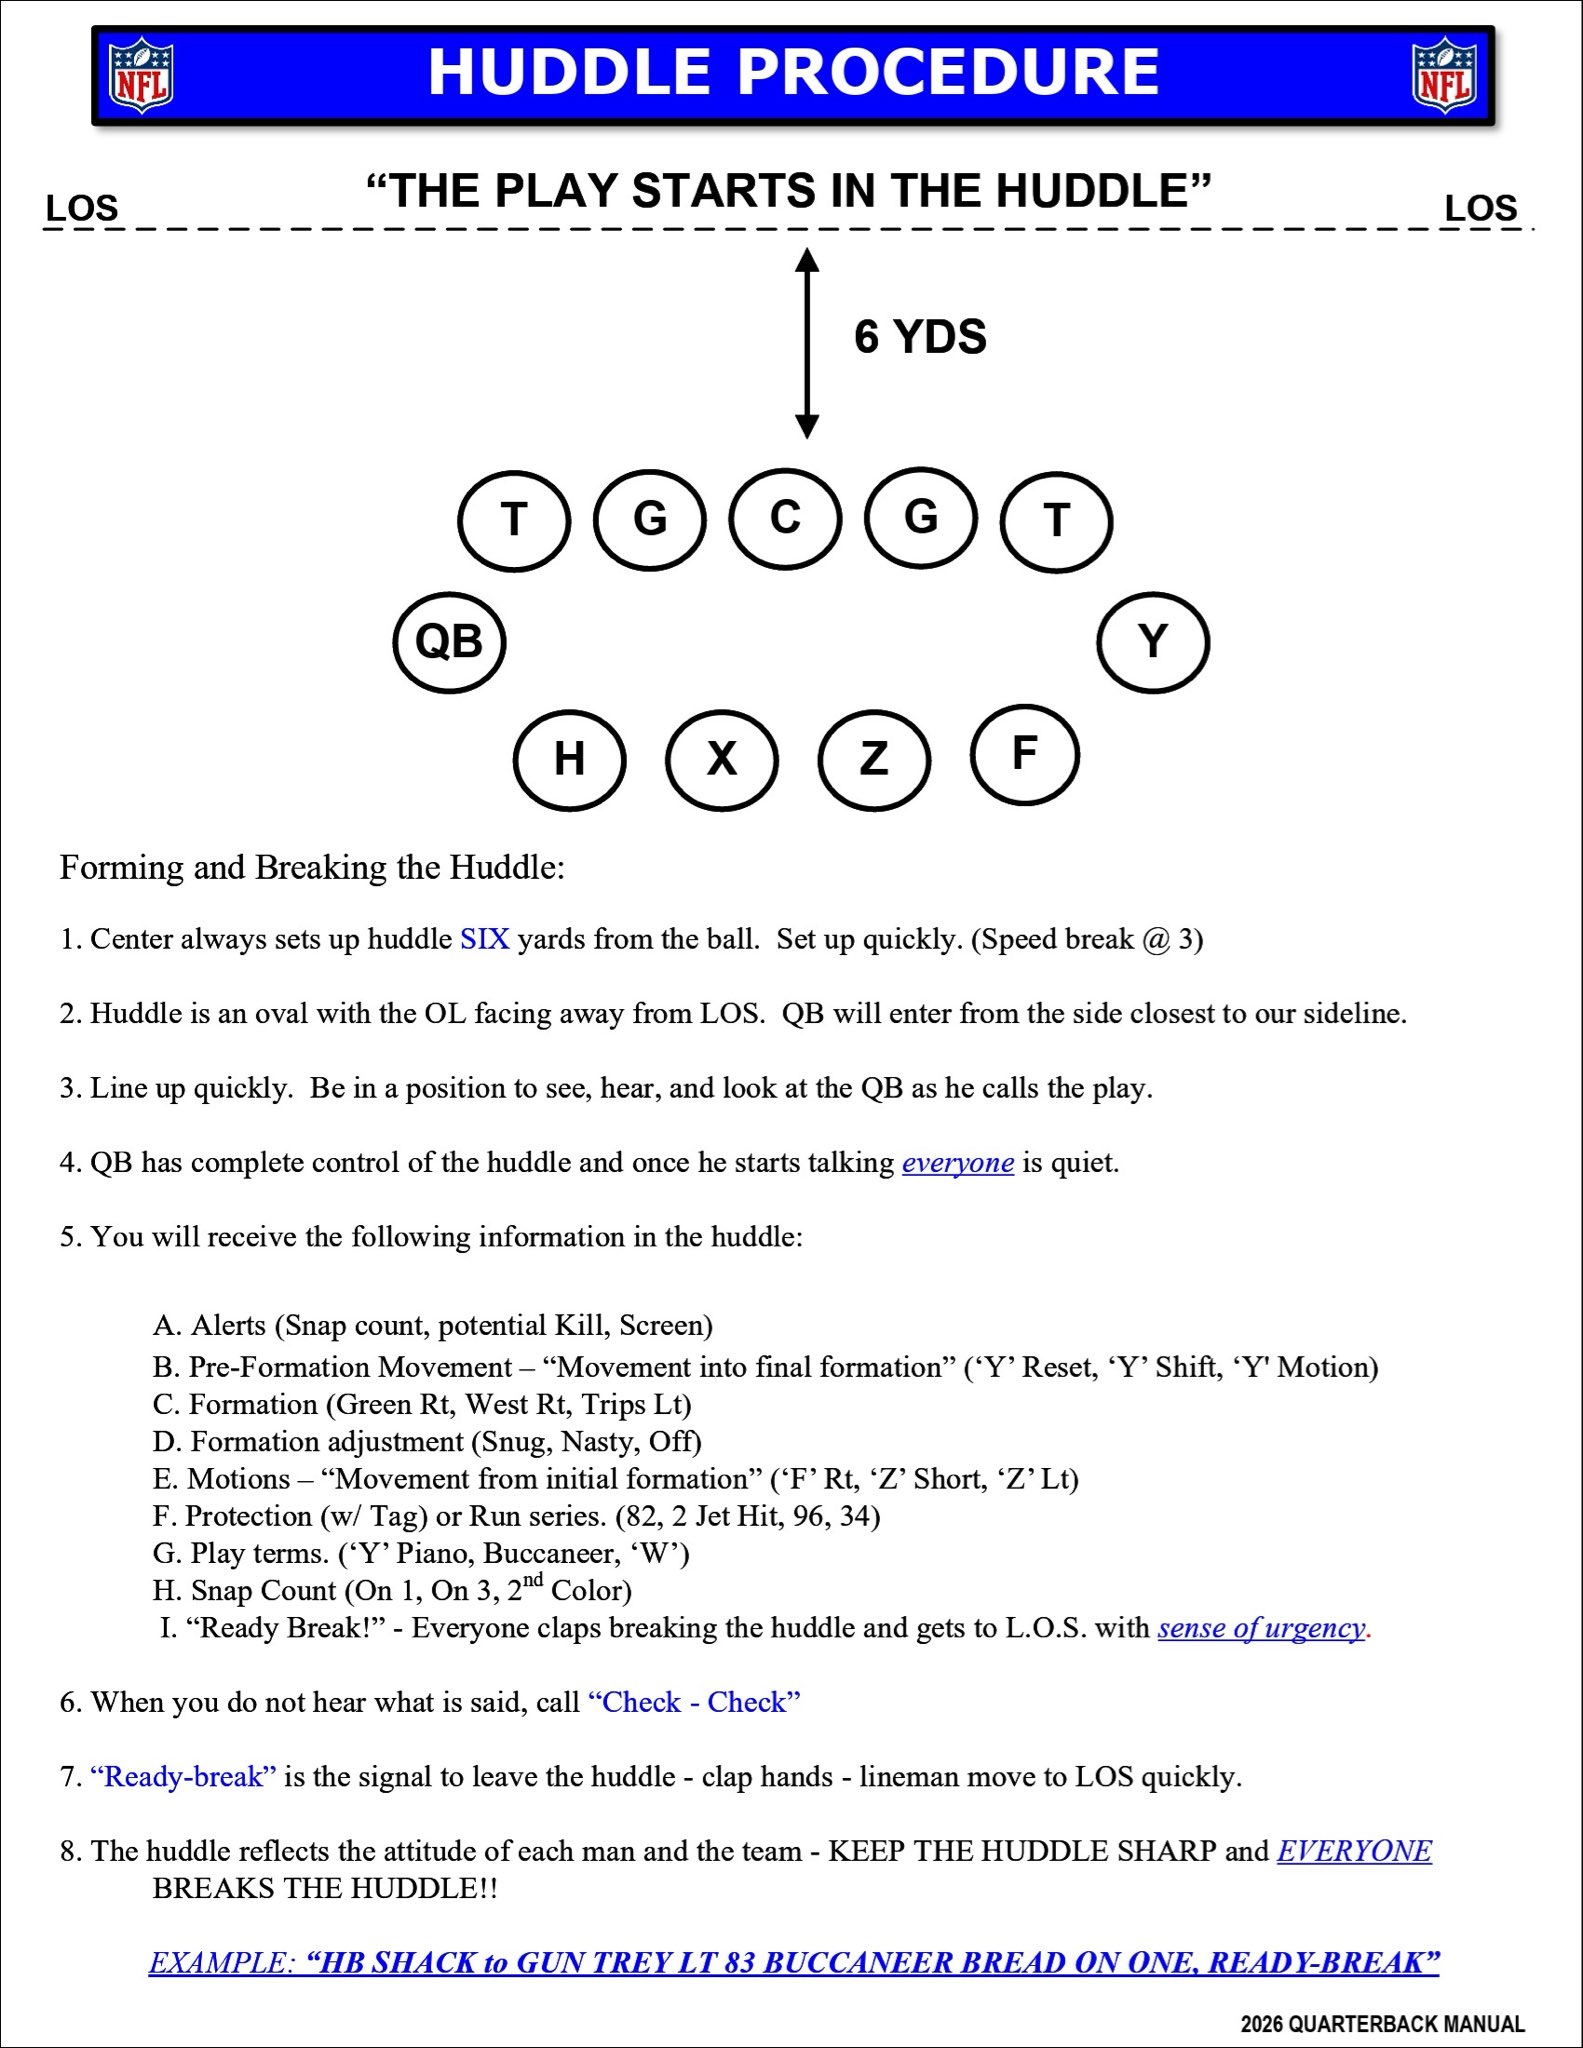 NFL HUDDLE PROCEDURE NFL
“THE PLAY STARTS IN THE HUDDLE”
LOS LOS
6 YDS
T G C G T
QB Y
H X Z F
Forming and Breaking the Huddle:
1. Center always sets up huddle SIX yards from the ball. Set up quickly. (Speed break @ 3)
2. Huddle is an oval with the OL facing away from LOS. QB will enter from the side closest to our sideline.
3. Line up quickly. Be in a position to see, hear, and look at the QB as he calls the play.
4. QB has complete control of the huddle and once he starts talking everyone is quiet.
5. You will receive the following information in the huddle:
A. Alerts (Snap count, potential Kill, Screen)
B. Pre-Formation Movement – “Movement into final formation” (‘Y’ Reset, ‘Y’ Shift, ‘Y' Motion)
C. Formation (Green Rt, West Rt, Trips Lt)
D. Formation adjustment (Snug, Nasty, Off)
E. Motions – “Movement from initial formation” (‘F’ Rt, ‘Z’ Short, ‘Z’ Lt)
F. Protection (w/ Tag) or Run series. (82, 2 Jet Hit, 96, 34)
G. Play terms. (‘Y’ Piano, Buccaneer, ‘W’)
H. Snap Count (On 1, On 3, 2nd Color)
I. “Ready Break!” - Everyone claps breaking the huddle and gets to L.O.S. with sense of urgency.
6. When you do not hear what is said, call “Check - Check”
7. “Ready-break” is the signal to leave the huddle - clap hands - lineman move to LOS quickly.
8. The huddle reflects the attitude of each man and the team - KEEP THE HUDDLE SHARP and EVERYONE
BREAKS THE HUDDLE!!
EXAMPLE: “HB SHACK to GUN TREY LT 83 BUCCANEER BREAD ON ONE, READY-BREAK”
2026 QUARTERBACK MANUAL